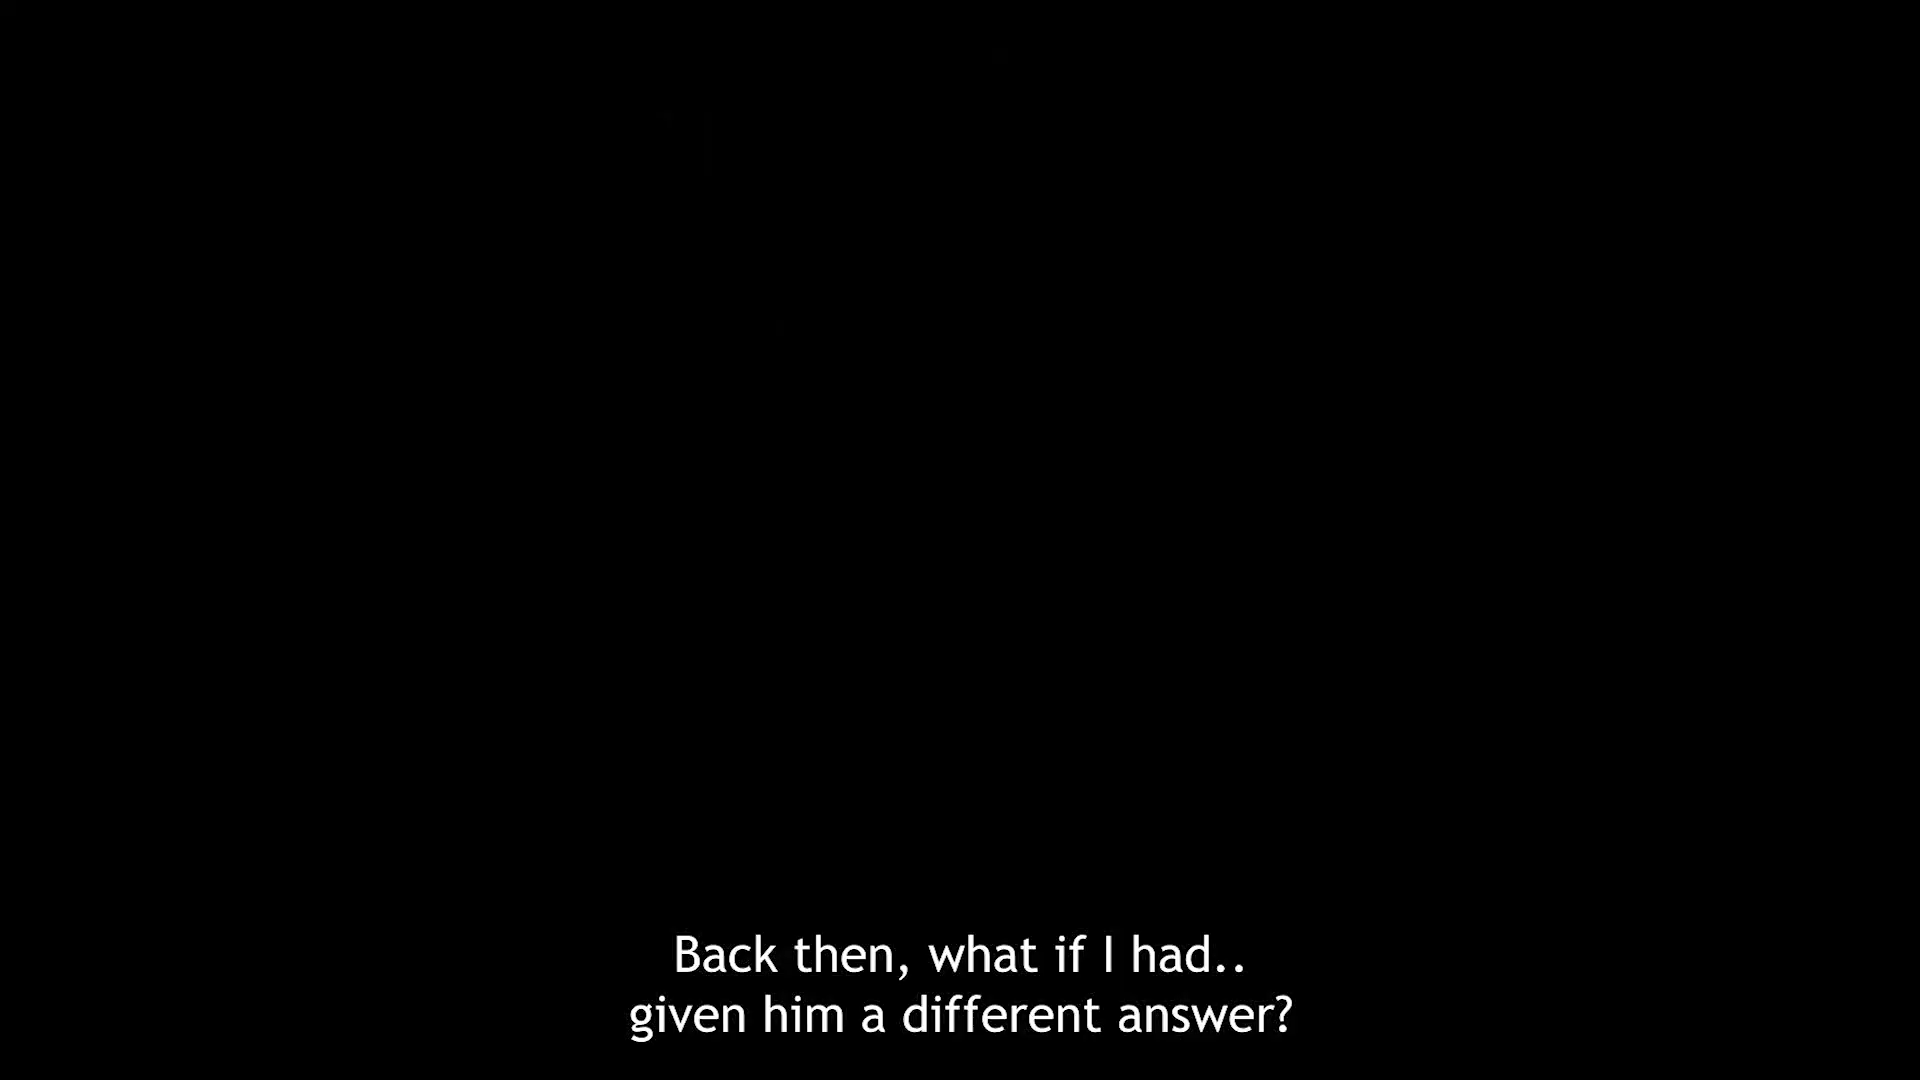 Back then, what if I had..
given him a different answer?